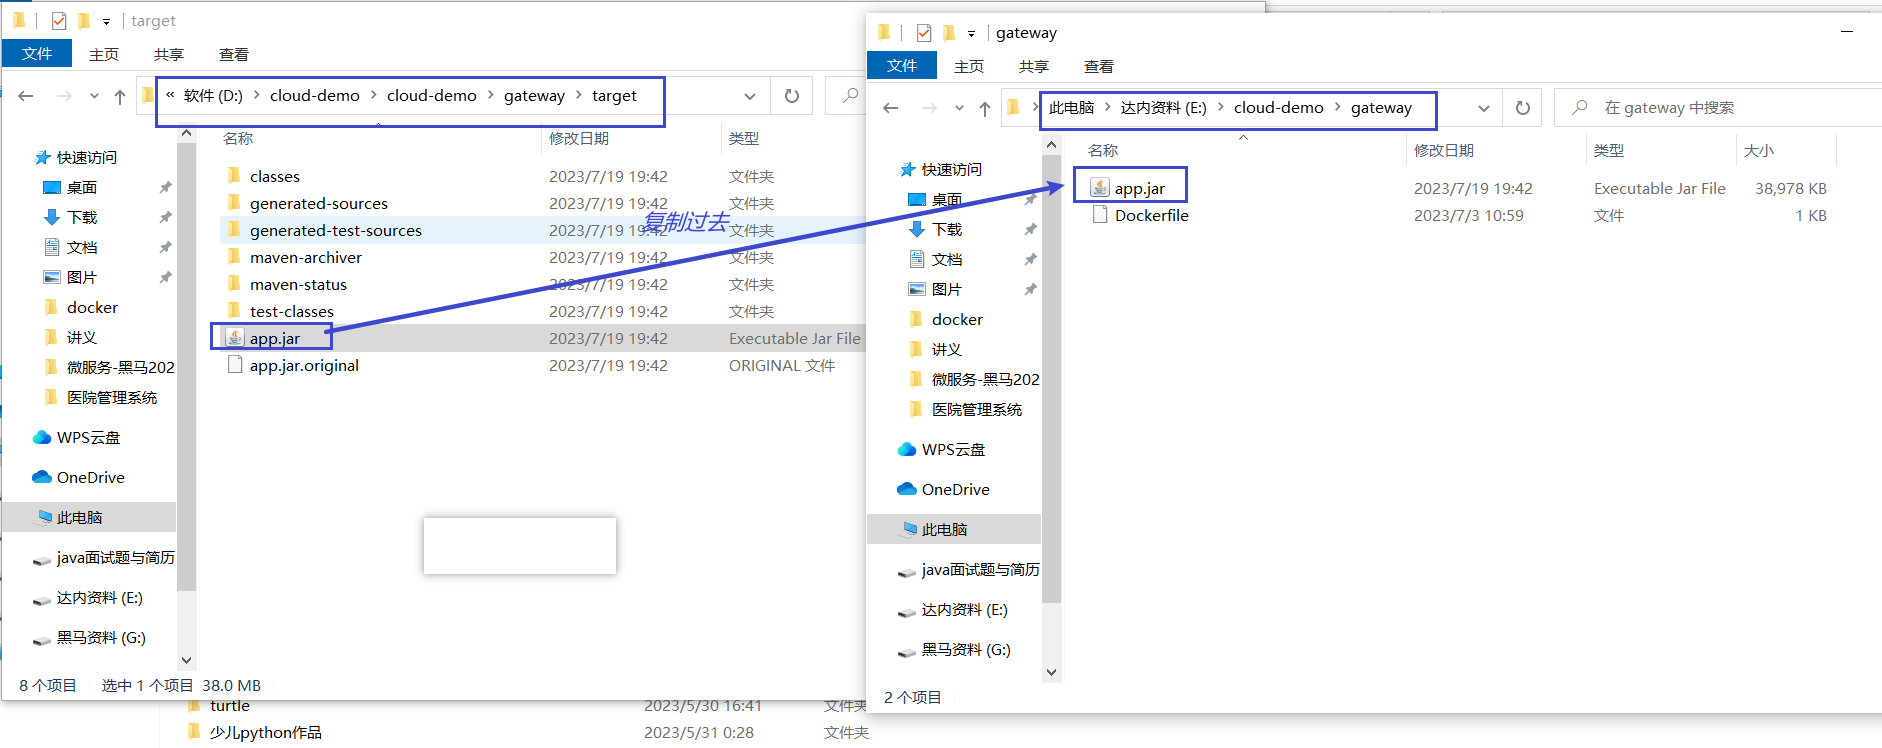 target
文件 主页 共享 查看
« 软件 (D:) › cloud-demo › cloud-demo › gateway › target
名称 修改日期 类型
快速访问
桌面
下载
文档
图片
docker
讲义
微服务-黑马202
医院管理系统
WPS云盘
OneDrive
此电脑
java面试题与简历
达内资料 (E:)
黑马资料 (G:)
classes 2023/7/19 19:42 文件夹
generated-sources 2023/7/19 19:42 文件夹
generated-test-sources 2023/7/19 19:42 文件夹
maven-archiver 2023/7/19 19:42 文件夹
maven-status 2023/7/19 19:42 文件夹
test-classes 2023/7/19 19:42 文件夹
app.jar 2023/7/19 19:42 Executable Jar File
app.jar.original 2023/7/19 19:42 ORIGINAL 文件
复制过去
8 个项目 选中 1 个项目 38.0 MB
turtle 2023/5/30 16:41 文件夹
少儿python作品 2023/5/31 0:28 文件夹
gateway
文件 主页 共享 查看
› 此电脑 › 达内资料 (E:) › cloud-demo › gateway
在 gateway 中搜索
名称 修改日期 类型 大小
快速访问
桌面
下载
文档
图片
docker
讲义
微服务-黑马202
医院管理系统
WPS云盘
OneDrive
此电脑
java面试题与简历
达内资料 (E:)
黑马资料 (G:)
app.jar 2023/7/19 19:42 Executable Jar File 38,978 KB
Dockerfile 2023/7/3 10:59 文件 1 KB
2 个项目